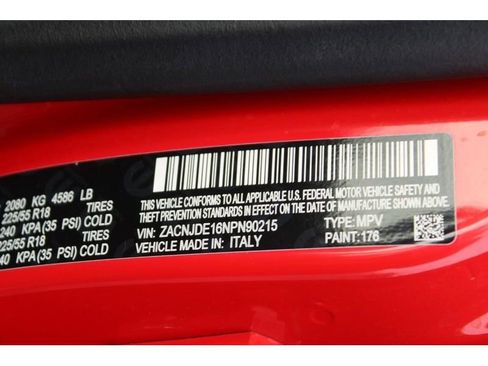 2080 KG 4586 LB
225/55 R18 TIRES
240 KPA(35 PSI) COLD
225/55 R18 TIRES
240 KPA(35 PSI) COLD
THIS VEHICLE CONFORMS TO ALL APPLICABLE U.S. FEDERAL MOTOR VEHICLE SAFETY AND
THEFT PREVENTION STANDARDS IN EFFECT ON THE DATE OF MANUFACTURE SHOWN ABOVE.
VIN: ZACNJDE16NPN90215 TYPE: MPV
VEHICLE MADE IN: ITALY PAINT: 176